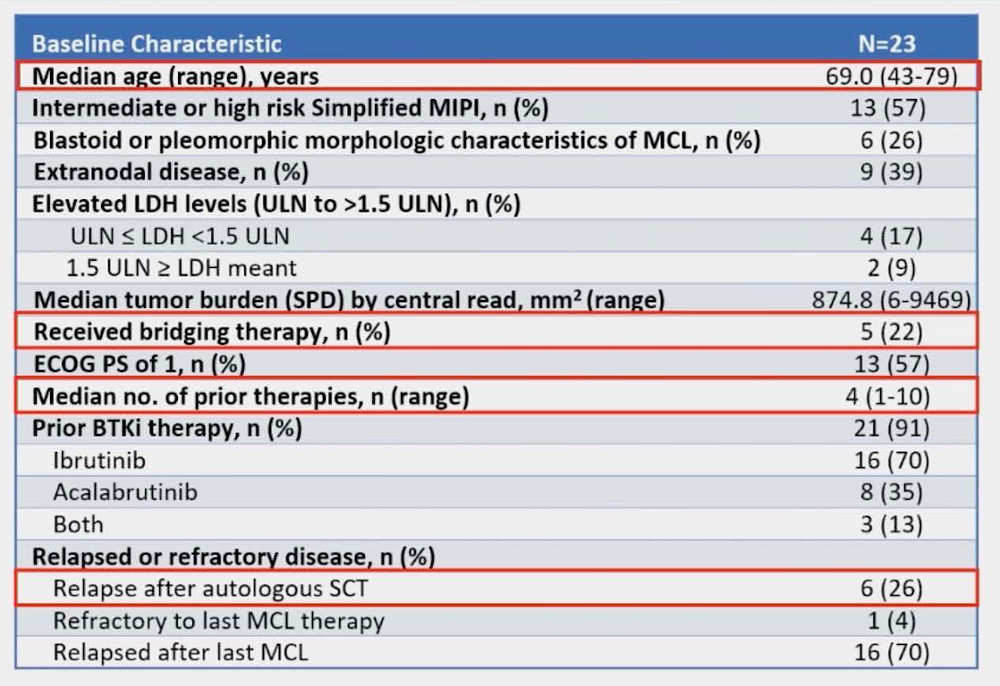 Baseline Characteristic N=23
Median age (range), years 69.0 (43-79)
Intermediate or high risk Simplified MIPI, n (%) 13 (57)
Blastoid or pleomorphic morphologic characteristics of MCL, n (%) 6 (26)
Extranodal disease, n (%) 9 (39)
Elevated LDH levels (ULN to >1.5 ULN), n (%)
ULN ≤ LDH <1.5 ULN 4 (17)
1.5 ULN ≥ LDH meant 2 (9)
Median tumor burden (SPD) by central read, mm² (range) 874.8 (6-9469)
Received bridging therapy, n (%) 5 (22)
ECOG PS of 1, n (%) 13 (57)
Median no. of prior therapies, n (range) 4 (1-10)
Prior BTKi therapy, n (%) 21 (91)
Ibrutinib 16 (70)
Acalabrutinib 8 (35)
Both 3 (13)
Relapsed or refractory disease, n (%)
Relapse after autologous SCT 6 (26)
Refractory to last MCL therapy 1 (4)
Relapsed after last MCL 16 (70)